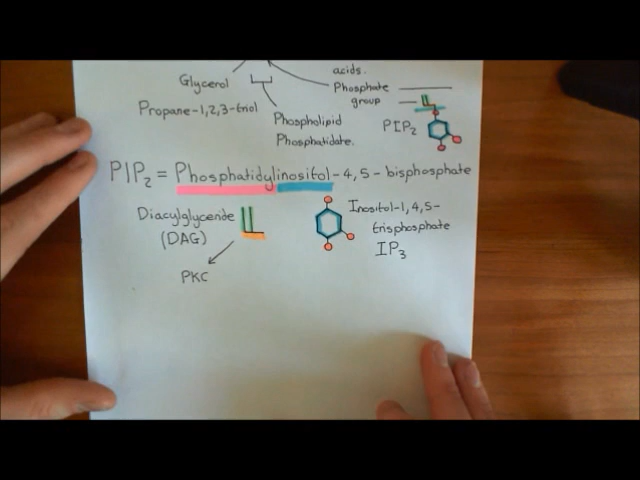 acids.
Glycerol
Phosphate
group
Propane-1,2,3-triol
Phospholipid
Phosphatidate.
PIP2
PIP2 = Phosphatidylinositol-4,5-bisphosphate
Diacylglyceride
(DAG)
Inositol-1,4,5-
trisphosphate
IP3
PKC